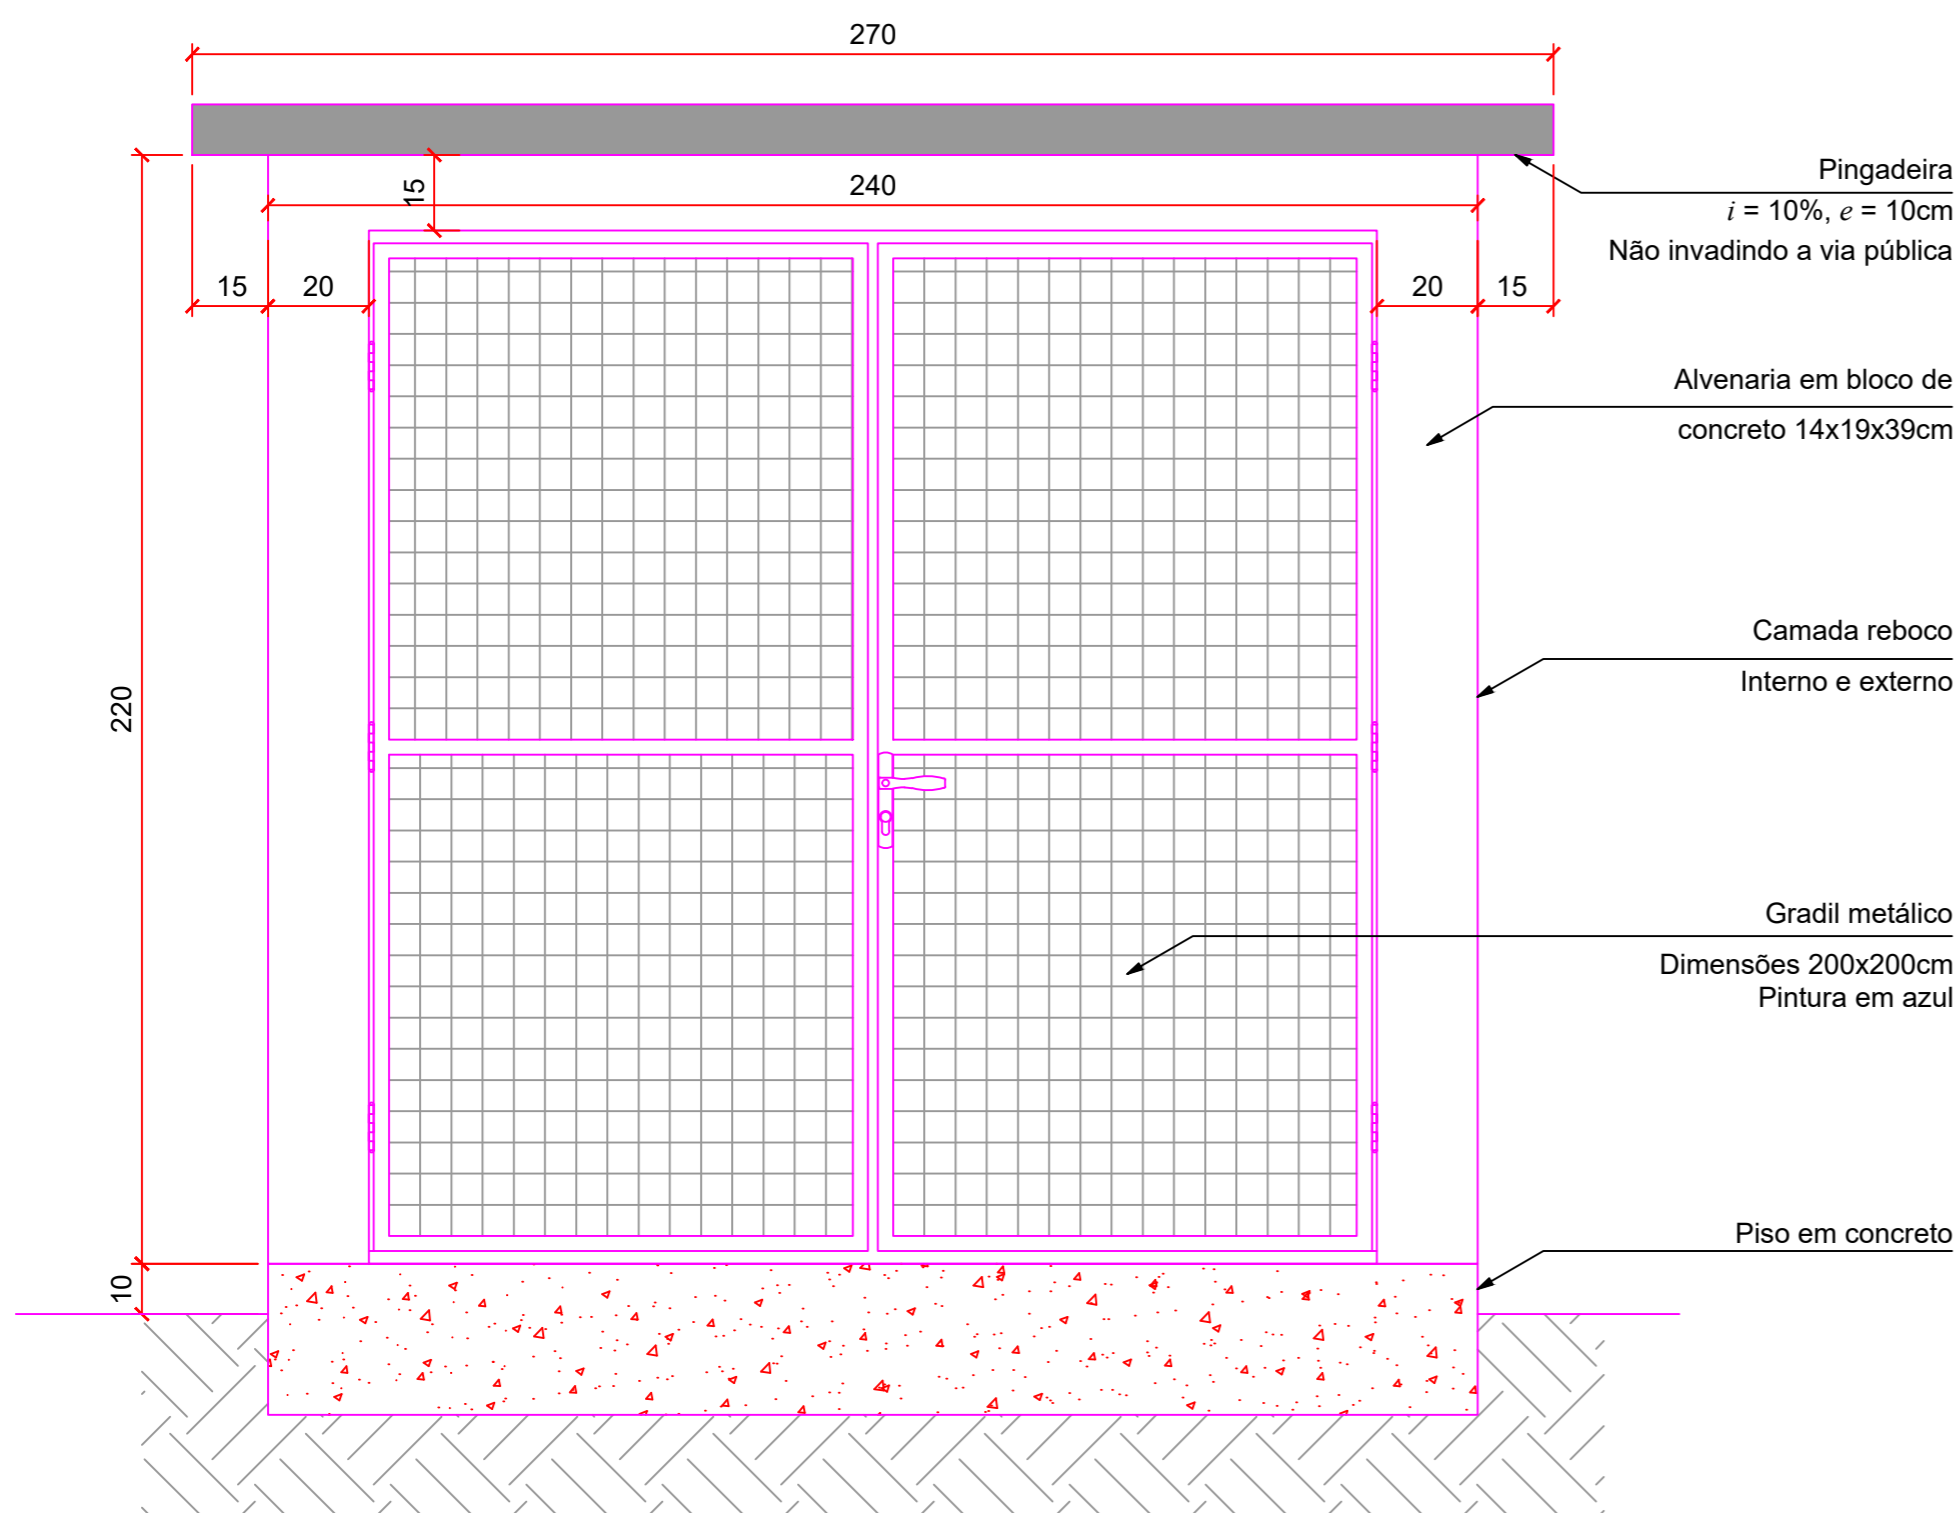 270
15
240
15
20
20
15
220
10
Pingadeira
i = 10%, e = 10cm
Não invadindo a via pública
Alvenaria em bloco de
concreto 14x19x39cm
Camada reboco
Interno e externo
Gradil metálico
Dimensões 200x200cm
Pintura em azul
Piso em concreto